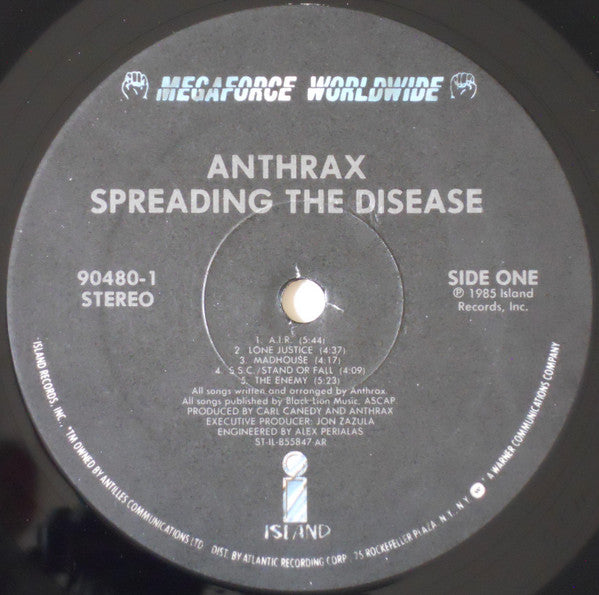 MEGAFORCE WORLDWIDE
ANTHRAX
SPREADING THE DISEASE
90480-1
STEREO
SIDE ONE
℗ 1985 Island
Records, Inc.
1. A.I.R. (5:44)
2 LONE JUSTICE (4:37)
3. MADHOUSE (4:17)
4. S.S.C./STAND OR FALL (4:09)
5. THE ENEMY (5:23)
All songs written and arranged by Anthrax.
All songs published by Black Lion Music, ASCAP
PRODUCED BY CARL CANEDY AND ANTHRAX
EXECUTIVE PRODUCER: JON ZAZULA
ENGINEERED BY ALEX PERIALAS
ST-IL-855847-AR
i
ISLAND
'ISLAND RECORDS, INC., "TM OWNED BY ANTILLES COMMUNICATIONS LTD DIST. BY ATLANTIC RECORDING CORP 75 ROCKEFELLER PLAZA, N.Y., N.Y. A WARNER COMMUNICATIONS COMPANY